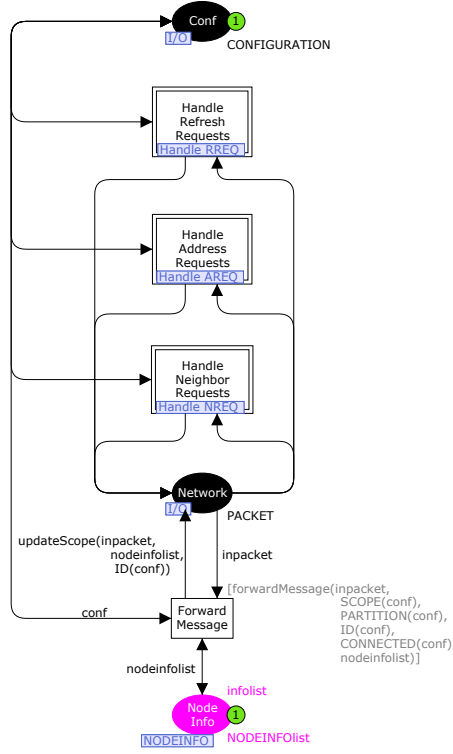 Conf
1
I/O
CONFIGURATION
Handle
Refresh
Requests
Handle RREQ
Handle
Address
Requests
Handle AREQ
Handle
Neighbor
Requests
Handle NREQ
Network
I/O
PACKET
updateScope(inpacket,
nodeinfolist,
ID(conf))
inpacket
[forwardMessage(inpacket,
SCOPE(conf),
PARTITION(conf),
ID(conf),
CONNECTED(conf)
nodeinfolist)]
conf
Forward
Message
nodeinfolist
infolist
Node
Info
1
NODEINFO
NODEINFOlist